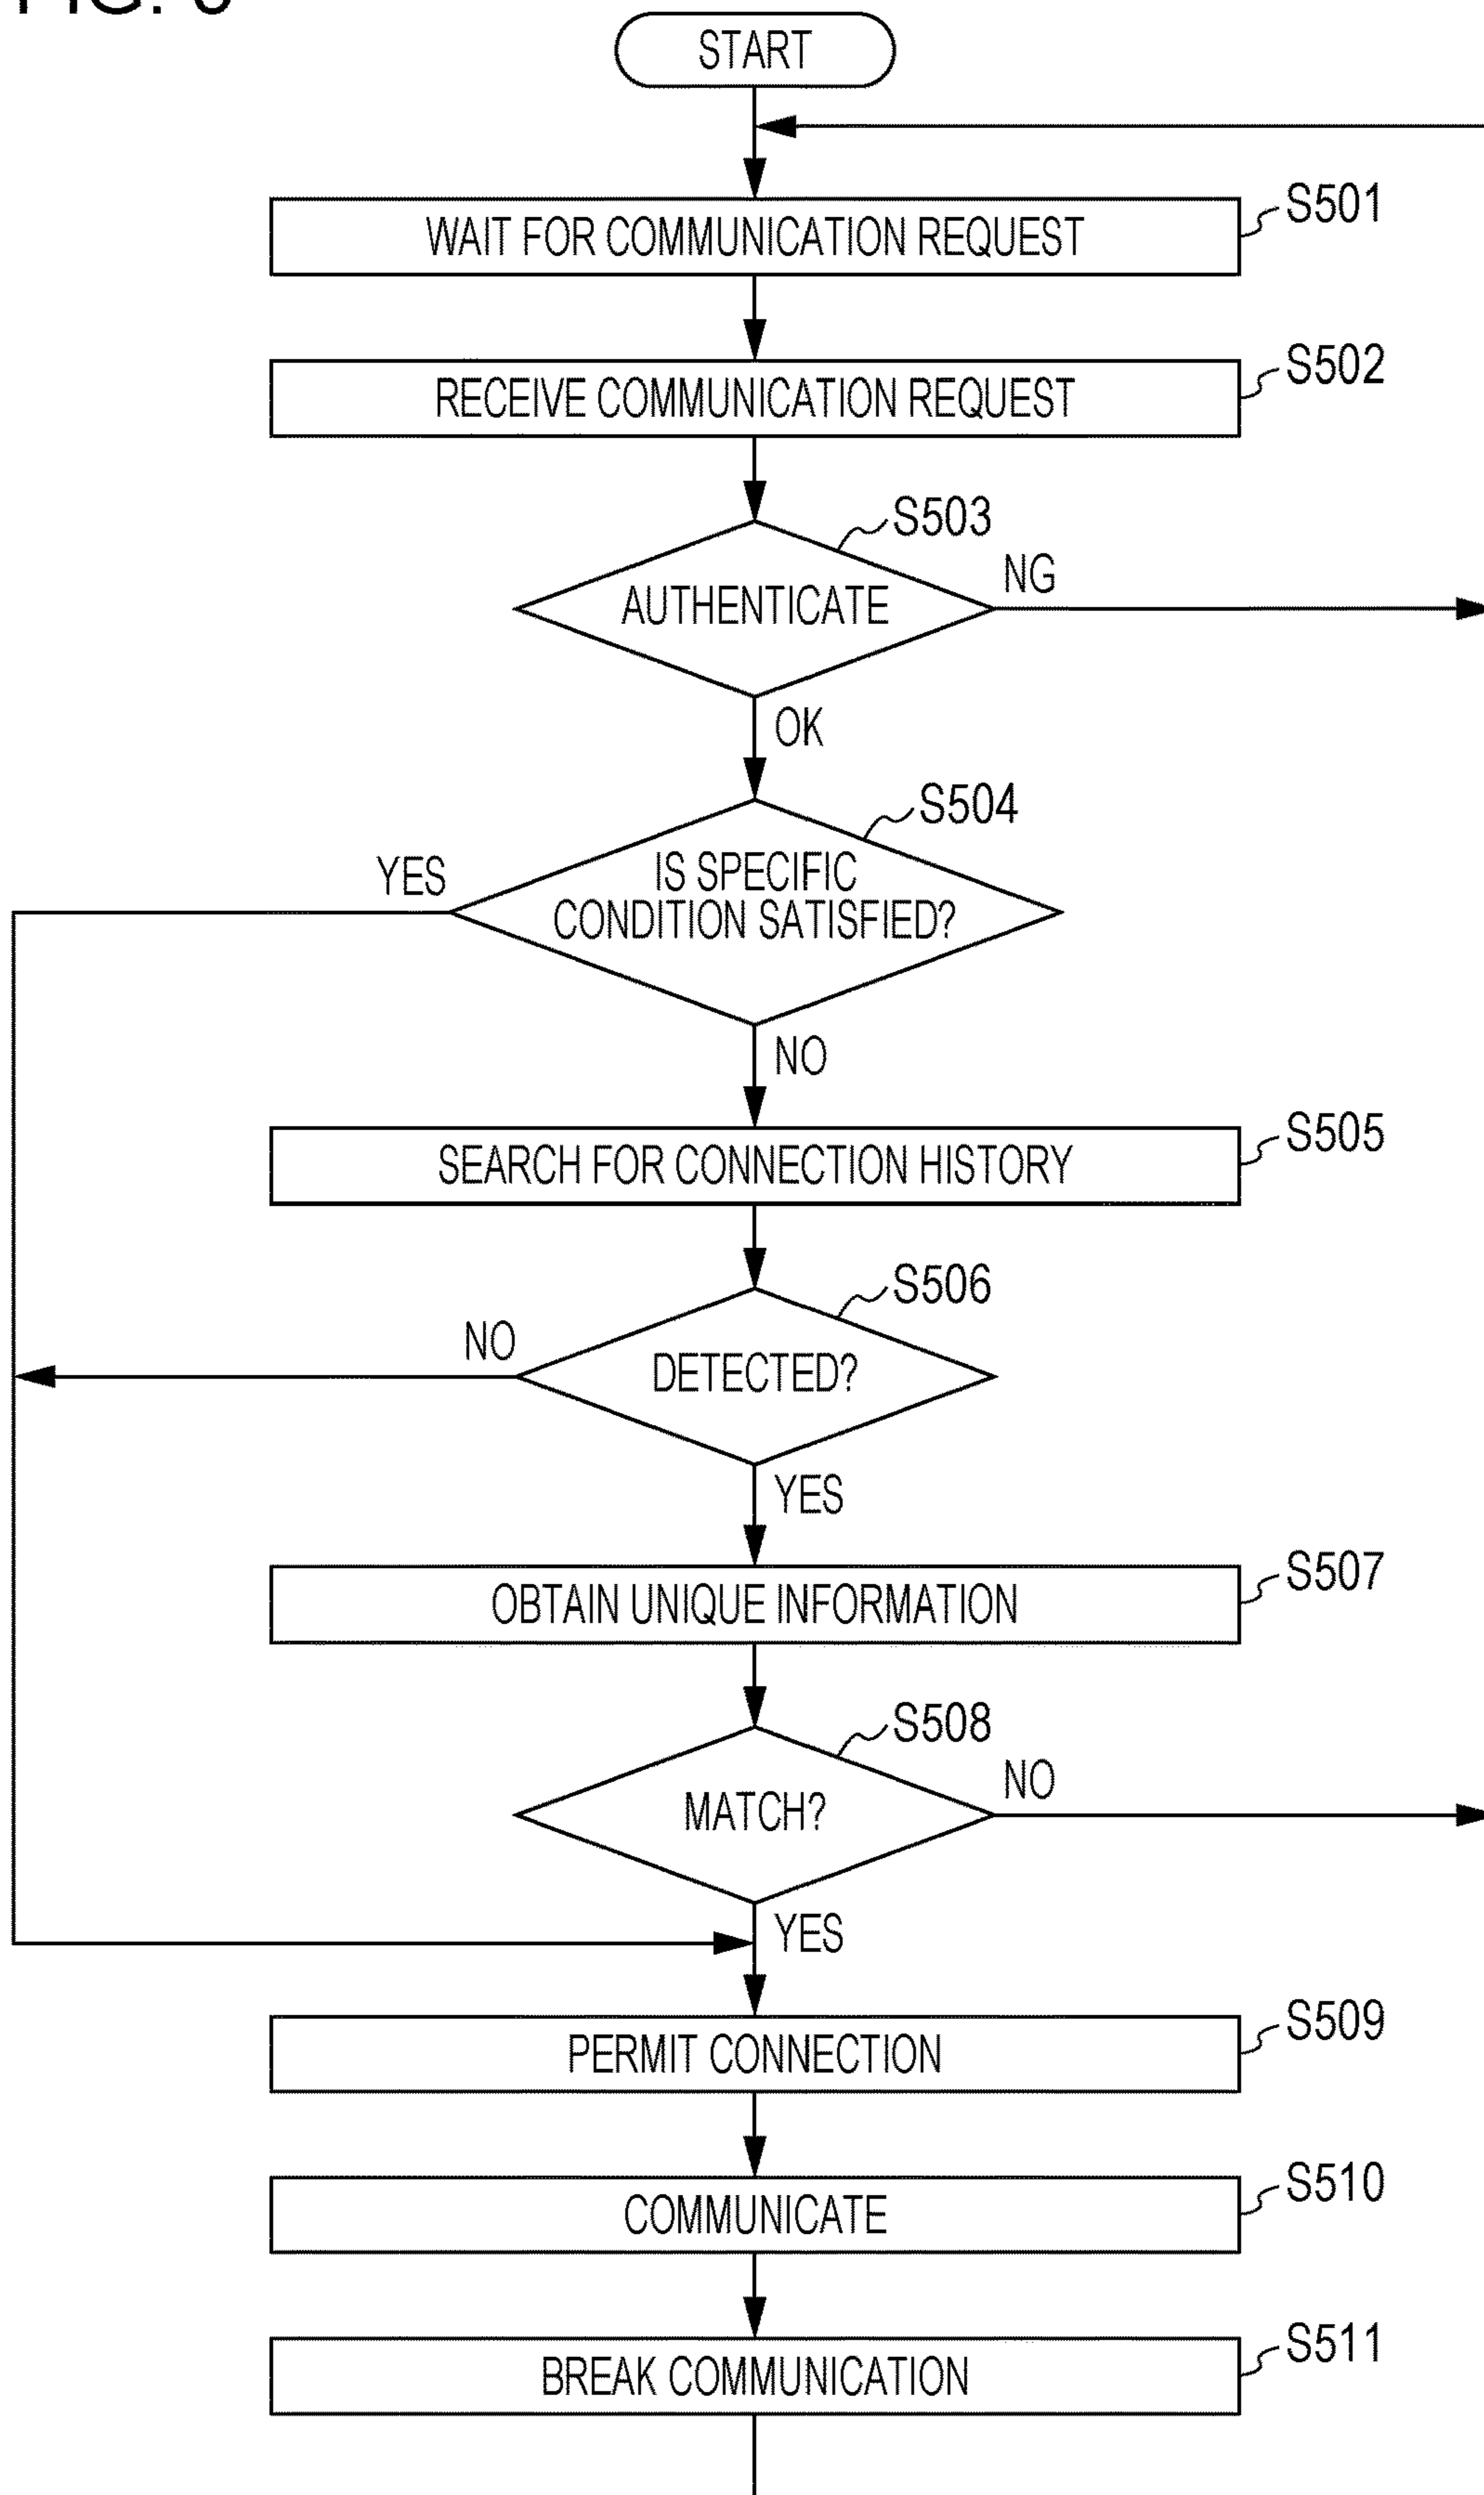 START
WAIT FOR COMMUNICATION REQUEST
S501
RECEIVE COMMUNICATION REQUEST
S502
S503
AUTHENTICATE
NG
OK
S504
YES
IS SPECIFIC
CONDITION SATISFIED?
NO
SEARCH FOR CONNECTION HISTORY
S505
S506
NO
DETECTED?
YES
OBTAIN UNIQUE INFORMATION
S507
S508
MATCH?
NO
YES
PERMIT CONNECTION
S509
COMMUNICATE
S510
BREAK COMMUNICATION
S511